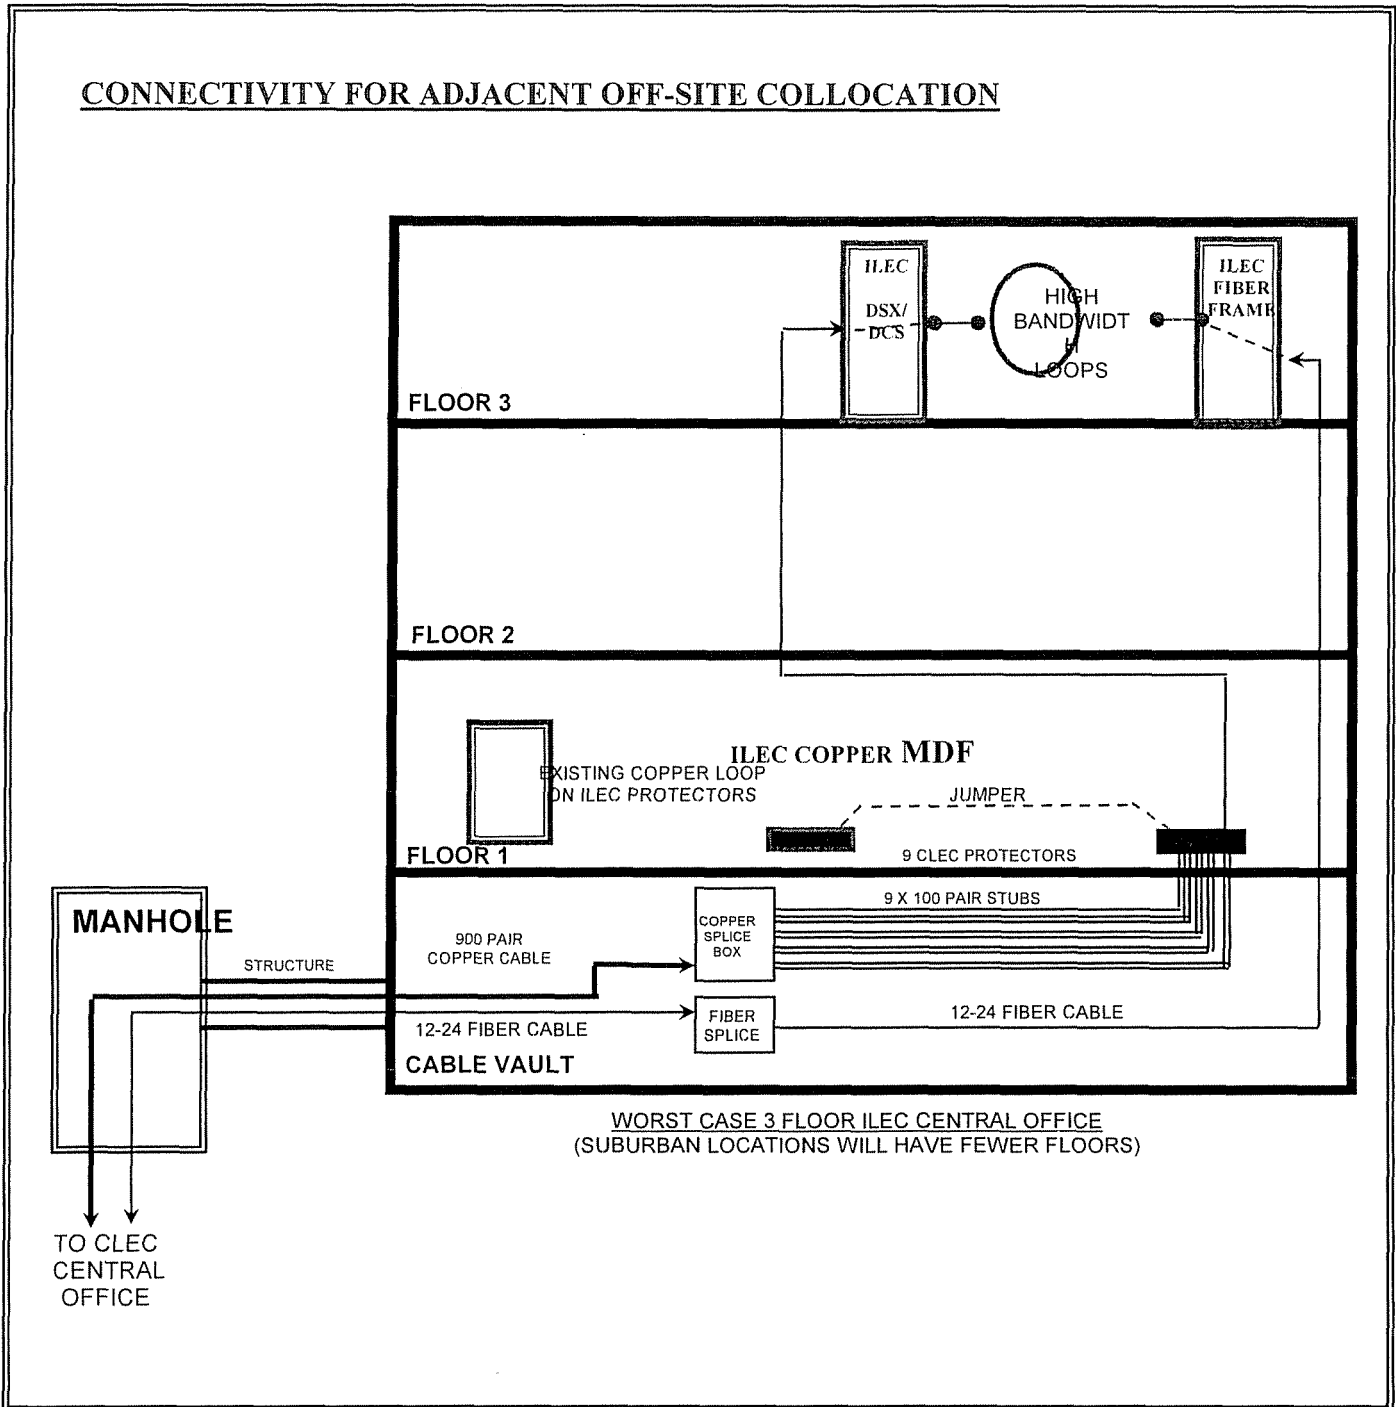 CONNECTIVITY FOR ADJACENT OFF-SITE COLLOCATION
ILEC
DSX/
DCS
HIGH
BANDWIDT
H
LOOPS
ILEC
FIBER
FRAME
FLOOR 3
FLOOR 2
ILEC COPPER MDF
EXISTING COPPER LOOP
ON ILEC PROTECTORS
JUMPER
FLOOR 1
9 CLEC PROTECTORS
MANHOLE
STRUCTURE
900 PAIR
COPPER CABLE
COPPER
SPLICE
BOX
9 X 100 PAIR STUBS
12-24 FIBER CABLE
FIBER
SPLICE
12-24 FIBER CABLE
CABLE VAULT
WORST CASE 3 FLOOR ILEC CENTRAL OFFICE
(SUBURBAN LOCATIONS WILL HAVE FEWER FLOORS)
TO CLEC
CENTRAL
OFFICE